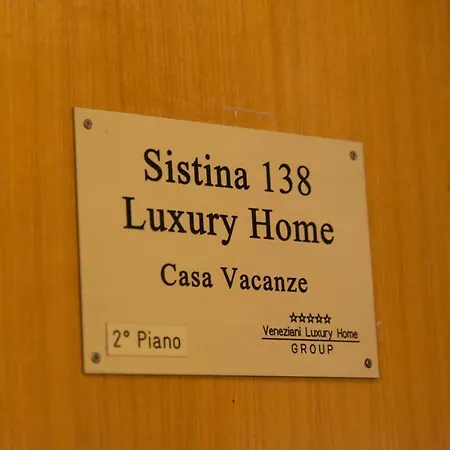 Sistina 138
Luxury Home
Casa Vacanze
2° Piano
☆☆☆☆☆
Veneziani Luxury Home
GROUP